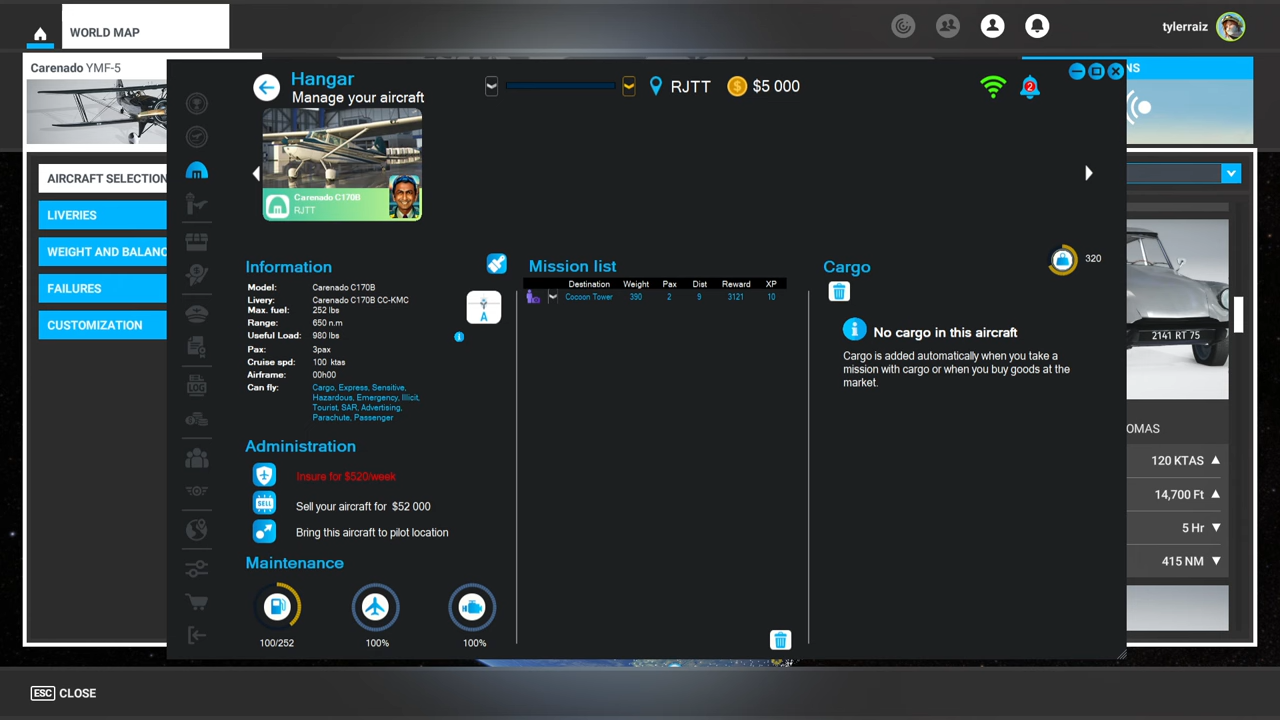 WORLD MAP
tylerraiz
Carenado YMF-5
Hangar
Manage your aircraft
RJTT
$5 000
2
NS
Carenado C170B
RJTT
AIRCRAFT SELECTION
LIVERIES
WEIGHT AND BALANC
FAILURES
CUSTOMIZATION
Information
Model: Carenado C170B
Livery: Carenado C170B CC-KMC
Max. fuel: 252 lbs
Range: 650 n.m
Useful Load: 980 lbs
Pax: 3pax
Cruise spd: 100 ktas
Airframe: 00h00
Can fly: Cargo, Express, Sensitive,
Hazardous, Emergency, Illicit,
Tourist, SAR, Advertising,
Parachute, Passenger
A
Administration
Insure for $520/week
SELL
Sell your aircraft for $52 000
Bring this aircraft to pilot location
Maintenance
100/252
100%
100%
Mission list
Destination Weight Pax Dist Reward XP
Cocoon Tower 390 2 9 3121 10
Cargo
320
No cargo in this aircraft
Cargo is added automatically when you take a
mission with cargo or when you buy goods at the
market.
LOG
2141 RT 75
OMAS
120 KTAS
14,700 Ft
5 Hr
415 NM
ESC CLOSE